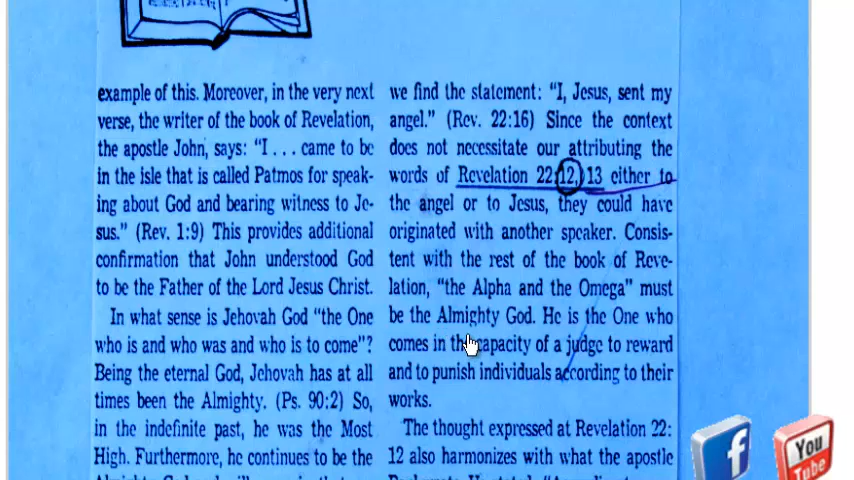 example of this. Moreover, in the very next
verse, the writer of the book of Revelation,
the apostle John, says: “I . . . came to be
in the isle that is called Patmos for speak-
ing about God and bearing witness to Je-
sus.” (Rev. 1:9) This provides additional
confirmation that John understood God
to be the Father of the Lord Jesus Christ.
In what sense is Jehovah God “the One
who is and who was and who is to come”?
Being the eternal God, Jehovah has at all
times been the Almighty. (Ps. 90:2) So,
in the indefinite past, he was the Most
High. Furthermore, he continues to be the
we find the statement: “I, Jesus, sent my
angel.” (Rev. 22:16) Since the context
does not necessitate our attributing the
words of Revelation 22:12, 13 either to
the angel or to Jesus, they could have
originated with another speaker. Consis-
tent with the rest of the book of Reve-
lation, “the Alpha and the Omega” must
be the Almighty God. He is the One who
comes in the capacity of a judge to reward
and to punish individuals according to their
works.
The thought expressed at Revelation 22:
12 also harmonizes with what the apostle
f
You
Tube